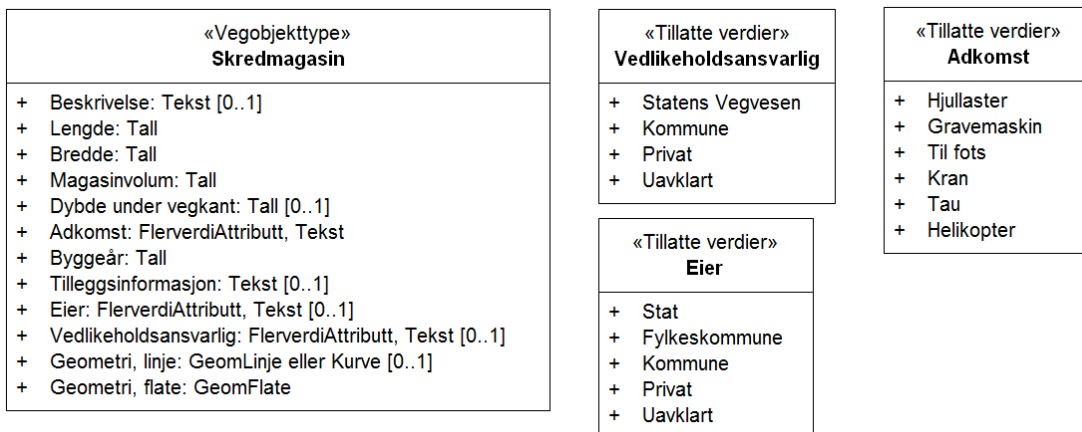 «Vegobjekttype»
Skredmagasin
+ Beskrivelse: Tekst [0..1]
+ Lengde: Tall
+ Bredde: Tall
+ Magasinvolum: Tall
+ Dybde under vegkant: Tall [0..1]
+ Adkomst: FlerverdiAttributt, Tekst
+ Byggeår: Tall
+ Tilleggsinformasjon: Tekst [0..1]
+ Eier: FlerverdiAttributt, Tekst [0..1]
+ Vedlikeholdsansvarlig: FlerverdiAttributt, Tekst [0..1]
+ Geometri, linje: GeomLinje eller Kurve [0..1]
+ Geometri, flate: GeomFlate
«Tillatte verdier»
Vedlikeholdsansvarlig
+ Statens Vegvesen
+ Kommune
+ Privat
+ Uavklart
«Tillatte verdier»
Eier
+ Stat
+ Fylkeskommune
+ Kommune
+ Privat
+ Uavklart
«Tillatte verdier»
Adkomst
+ Hjullaster
+ Gravemaskin
+ Til fots
+ Kran
+ Tau
+ Helikopter